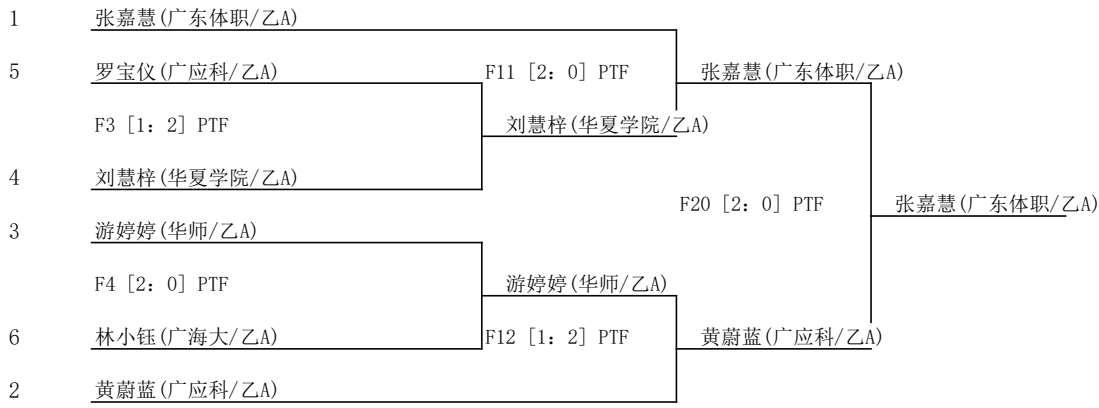 1 张嘉慧(广东体职/乙A)
5 罗宝仪(广应科/乙A) F11 [2: 0] PTF 张嘉慧(广东体职/乙A)
F3 [1: 2] PTF 刘慧梓(华夏学院/乙A)
4 刘慧梓(华夏学院/乙A)
F20 [2: 0] PTF 张嘉慧(广东体职/乙A)
3 游婷婷(华师/乙A)
F4 [2: 0] PTF 游婷婷(华师/乙A)
6 林小钰(广海大/乙A) F12 [1: 2] PTF 黄蔚蓝(广应科/乙A)
2 黄蔚蓝(广应科/乙A)